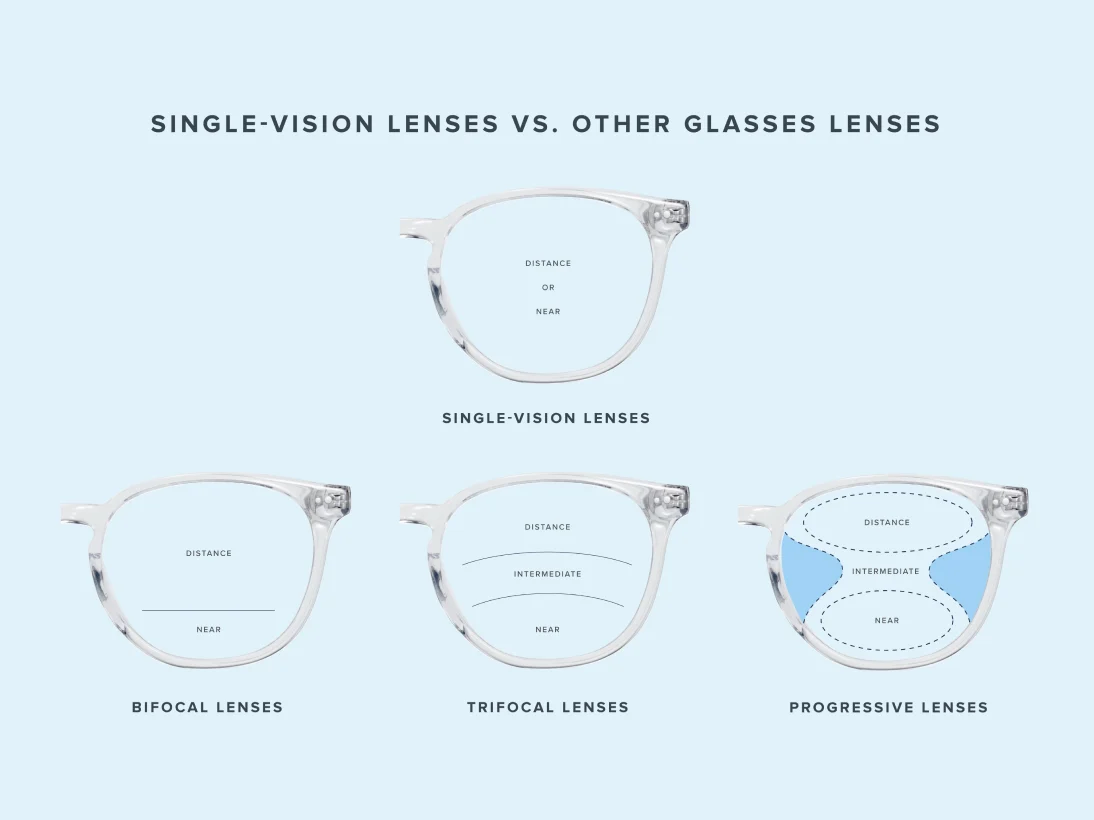 SINGLE-VISION LENSES VS. OTHER GLASSES LENSES
DISTANCE
OR
NEAR
SINGLE-VISION LENSES
DISTANCE
NEAR
BIFOCAL LENSES
DISTANCE
INTERMEDIATE
NEAR
TRIFOCAL LENSES
DISTANCE
INTERMEDIATE
NEAR
PROGRESSIVE LENSES